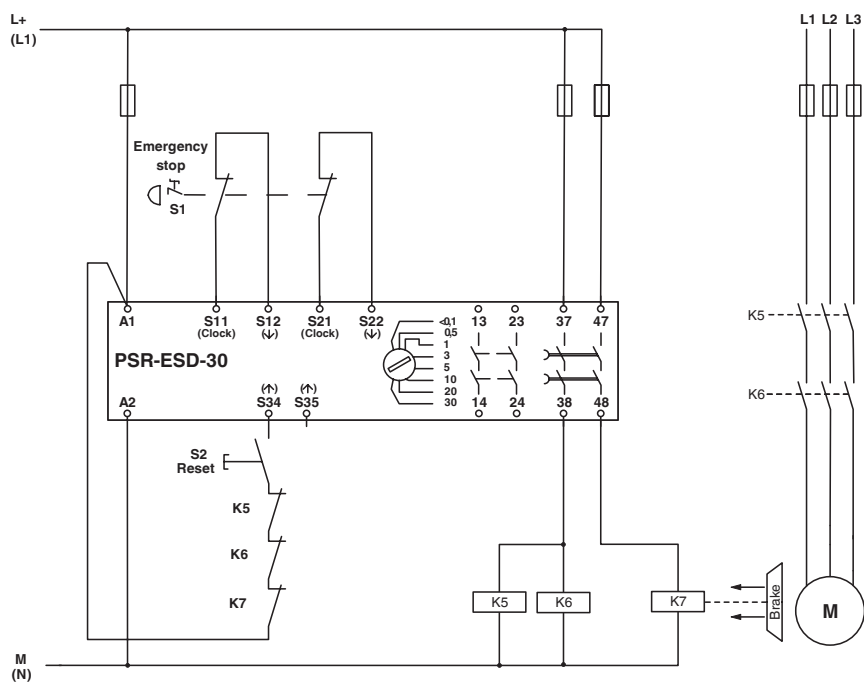 L+
(L1)
L1 L2 L3
Emergency
stop
S1
A1 S11 S12 S21 S22 13 23 37 47
(Clock) (↓) (Clock) (↓)
<0,1
0,5
1
3
5
10
20
30
PSR-ESD-30
(↑) (↑)
A2 S34 S35 14 24 38 48
K5
K6
S2
Reset
K5
K6
K7
K5 K6 K7 Brake M
M
(N)